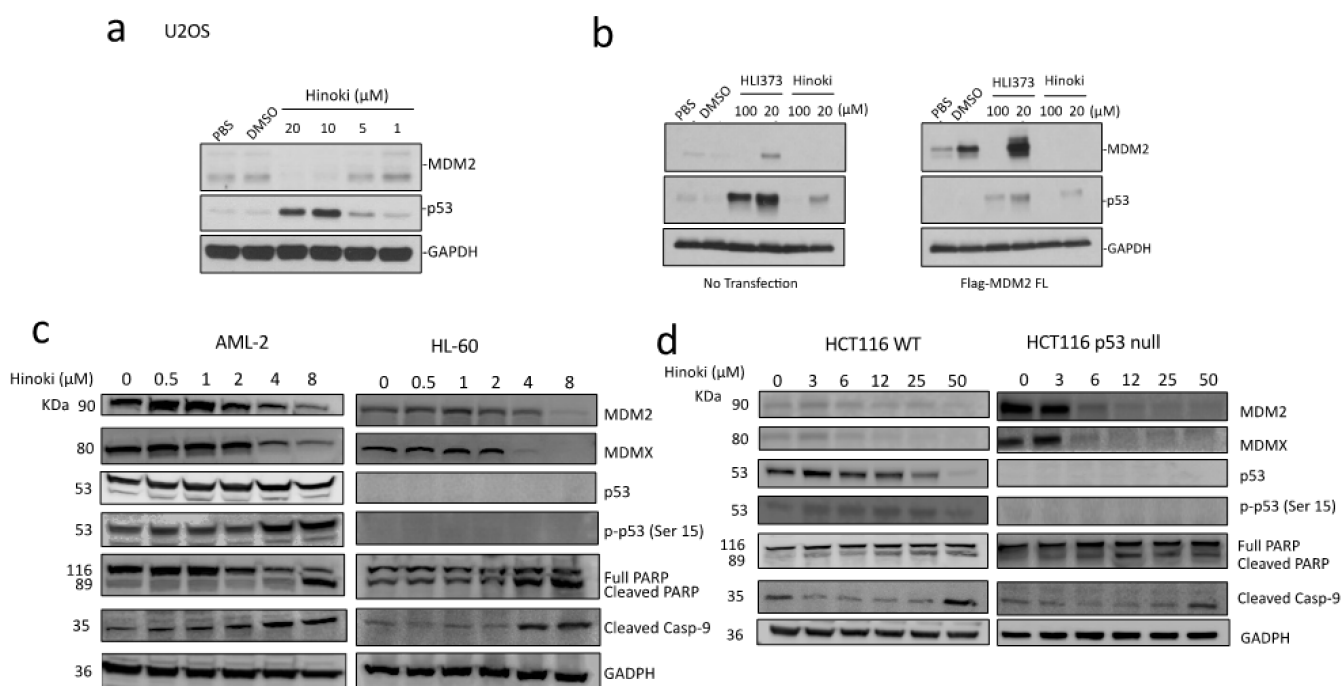 a U2OS
Hinoki (μM)
PBS DMSO 20 10 5 1
-MDM2
-p53
-GAPDH
b
HLI373 Hinoki HLI373 Hinoki
PBS DMSO 100 20 100 20 (μM) PBS DMSO 100 20 100 20 (μM)
-MDM2
-p53
-GAPDH
No Transfection Flag-MDM2 FL
c AML-2 HL-60
Hinoki (μM) 0 0.5 1 2 4 8 0 0.5 1 2 4 8
KDa 90 MDM2
80 MDMX
53 p53
53 p-p53 (Ser 15)
116 Full PARP
89 Cleaved PARP
35 Cleaved Casp-9
36 GADPH
d HCT116 WT HCT116 p53 null
Hinoki (μM) 0 3 6 12 25 50 0 3 6 12 25 50
KDa
90 MDM2
80 MDMX
53 p53
53 p-p53 (Ser 15)
116 Full PARP
89 Cleaved PARP
35 Cleaved Casp-9
36 GADPH